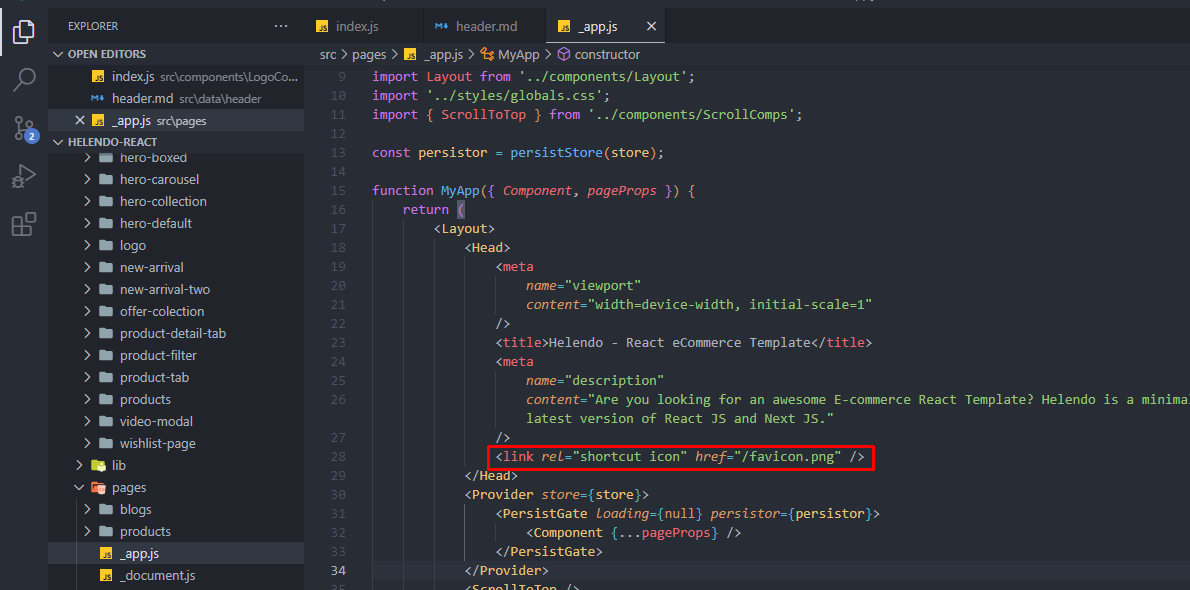 EXPLORER ...
OPEN EDITORS
index.js src\components\LogoCo...
header.md src\data\header
_app.js src\pages
HELENDO-REACT
hero-boxed
hero-carousel
hero-collection
hero-default
logo
new-arrival
new-arrival-two
offer-colection
product-detail-tab
product-filter
product-tab
products
video-modal
wishlist-page
lib
pages
blogs
products
_app.js
_document.js
2
index.js header.md _app.js
src > pages > _app.js > MyApp > constructor
9 import Layout from '../components/Layout';
10 import '../styles/globals.css';
11 import { ScrollToTop } from '../components/ScrollComps';
12
13 const persistor = persistStore(store);
14
15 function MyApp({ Component, pageProps }) {
16 return (
17 <Layout>
18 <Head>
19 <meta
20 name="viewport"
21 content="width=device-width, initial-scale=1"
22 />
23 <title>Helendo - React eCommerce Template</title>
24 <meta
25 name="description"
26 content="Are you looking for an awesome E-commerce React Template? Helendo is a minima
latest version of React JS and Next JS."
27 />
28 <link rel="shortcut icon" href="/favicon.png" />
29 </Head>
30 <Provider store={store}>
31 <PersistGate loading={null} persistor={persistor}>
32 <Component {...pageProps} />
33 </PersistGate>
34 </Provider>
35 <ScrollToTop />